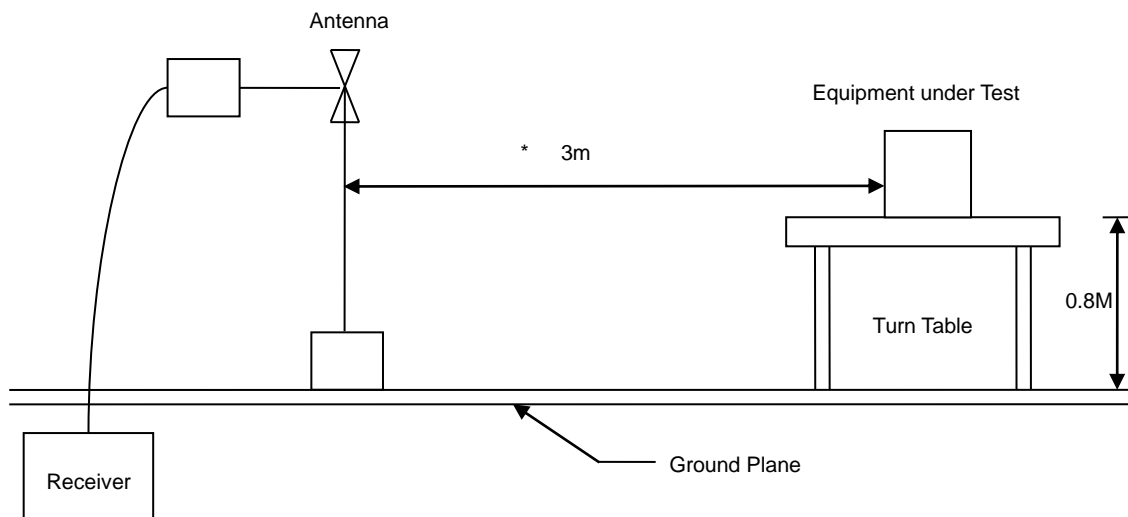 Antenna
Equipment under Test
* 3m
0.8M
Turn Table
Ground Plane
Receiver